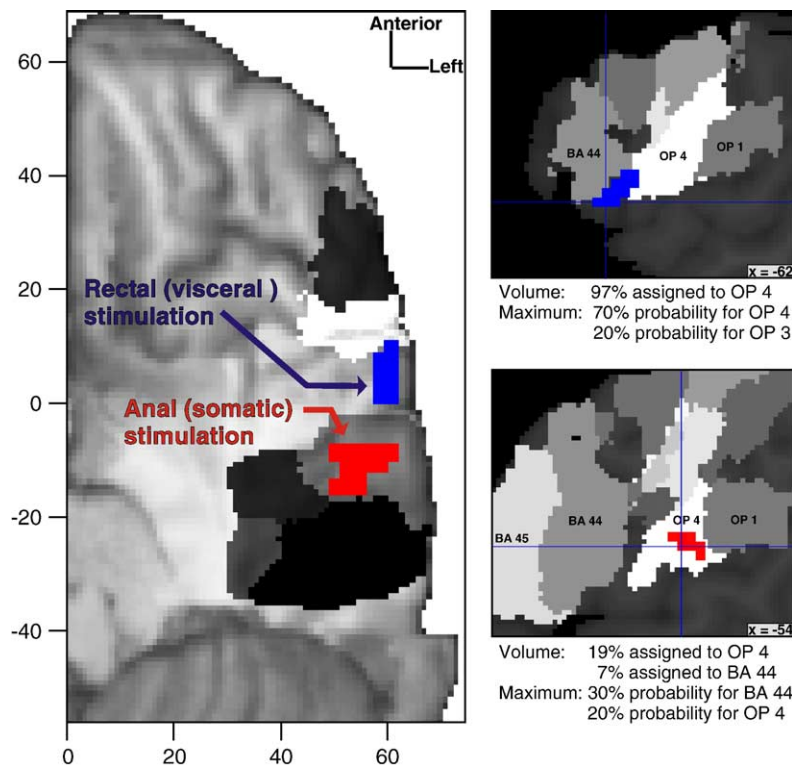 Anterior
Left
60
40
20
0
-20
-40
0
20
40
60
Rectal (visceral )
stimulation
Anal (somatic)
stimulation
BA 44
OP 4
OP 1
x = -62
Volume: 97% assigned to OP 4
Maximum: 70% probability for OP 4
20% probability for OP 3
BA 45
BA 44
OP 4
OP 1
x = -54
Volume: 19% assigned to OP 4
7% assigned to BA 44
Maximum: 30% probability for BA 44
20% probability for OP 4